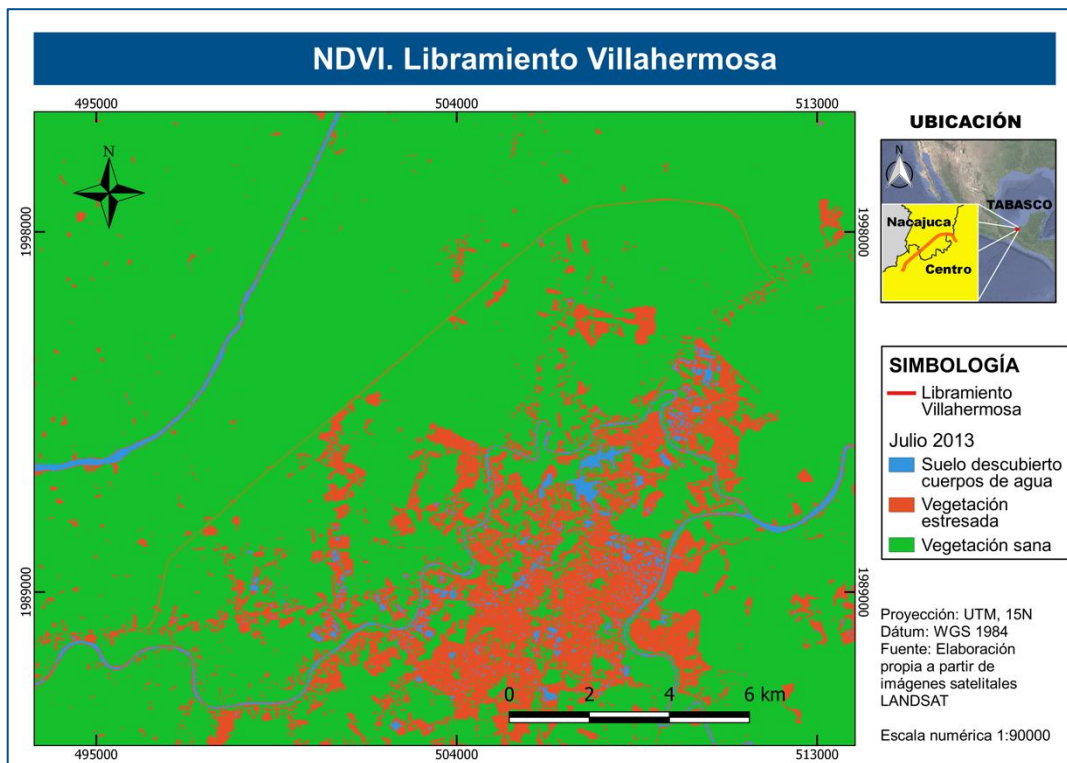 NDVI. Libramiento Villahermosa
495000
504000
513000
N
1998000
1998000
1989000
1989000
0
2
4
6 km
495000
504000
513000
UBICACIÓN
N
TABASCO
Nacajuca
Centro
SIMBOLOGÍA
Libramiento
Villahermosa
Julio 2013
Suelo descubierto
cuerpos de agua
Vegetación
estresada
Vegetación sana
Proyección: UTM, 15N
Dátum: WGS 1984
Fuente: Elaboración
propia a partir de
imágenes satelitales
LANDSAT
Escala numérica 1:90000